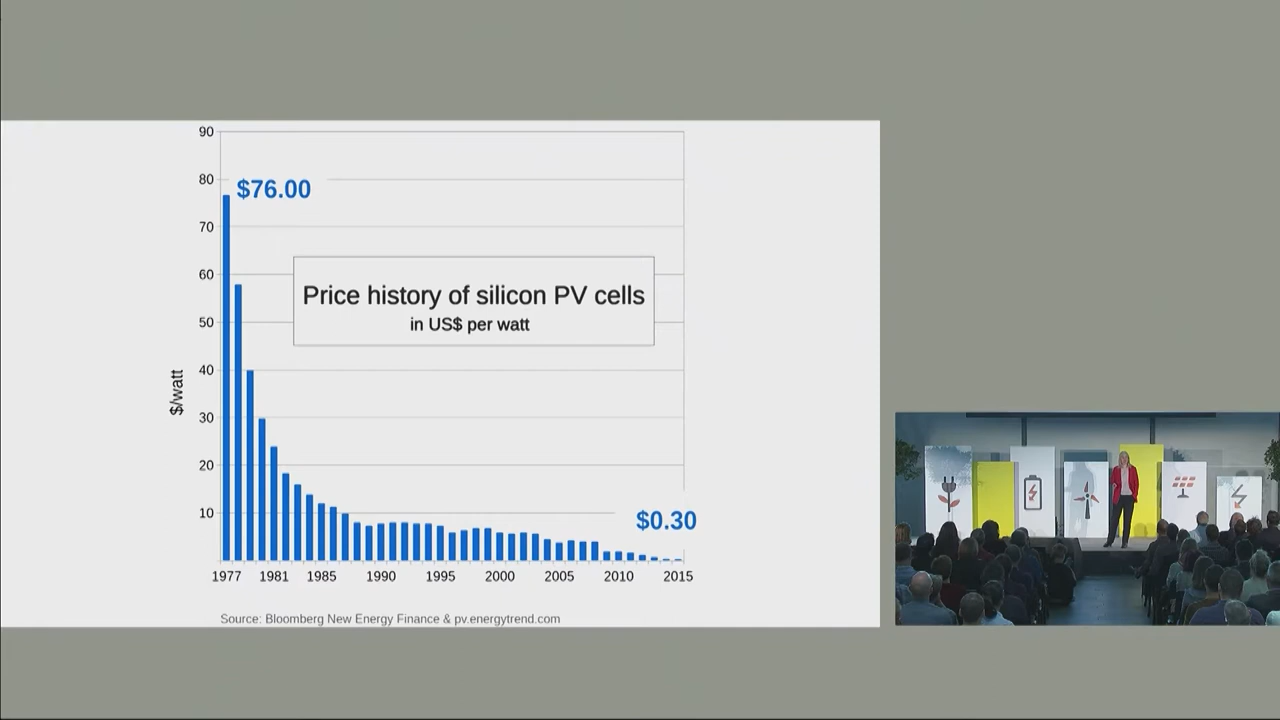 90
80
$76.00
70
60
Price history of silicon PV cells
in US$ per watt
50
40
$/watt
30
20
10
$0.30
1977 1981 1985 1990 1995 2000 2005 2010 2015
Source: Bloomberg New Energy Finance & pv.energytrend.com